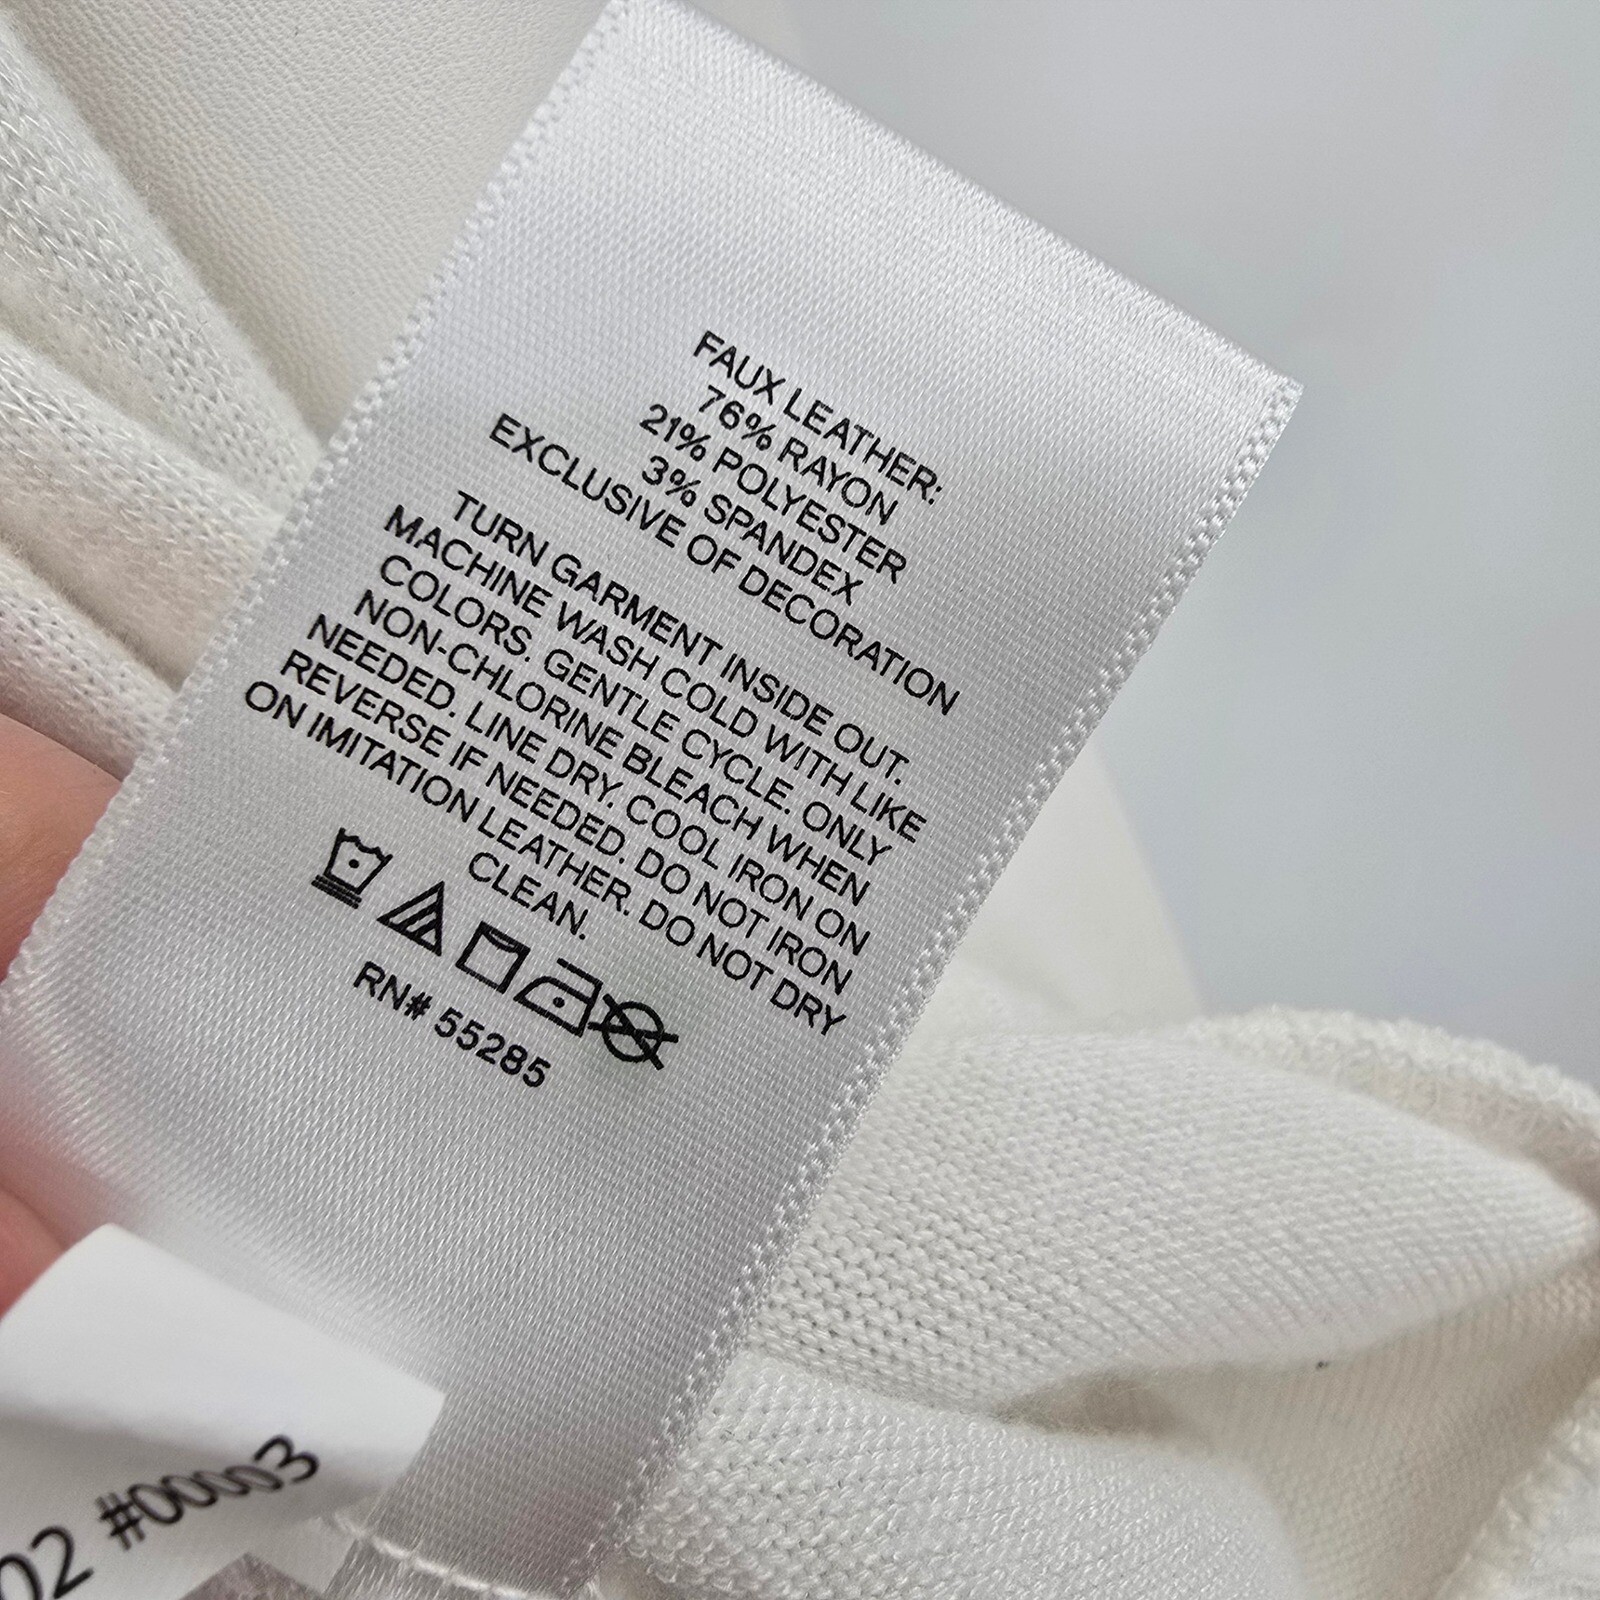 FAUX LEATHER:
76% RAYON
21% POLYESTER
3% SPANDEX
EXCLUSIVE OF DECORATION
TURN GARMENT INSIDE OUT.
MACHINE WASH COLD WITH LIKE
COLORS. GENTLE CYCLE. ONLY
NON-CHLORINE BLEACH WHEN
NEEDED. LINE DRY. COOL IRON ON
REVERSE IF NEEDED. DO NOT IRON
ON IMITATION LEATHER. DO NOT DRY
CLEAN.
RN# 55285
02 #00003